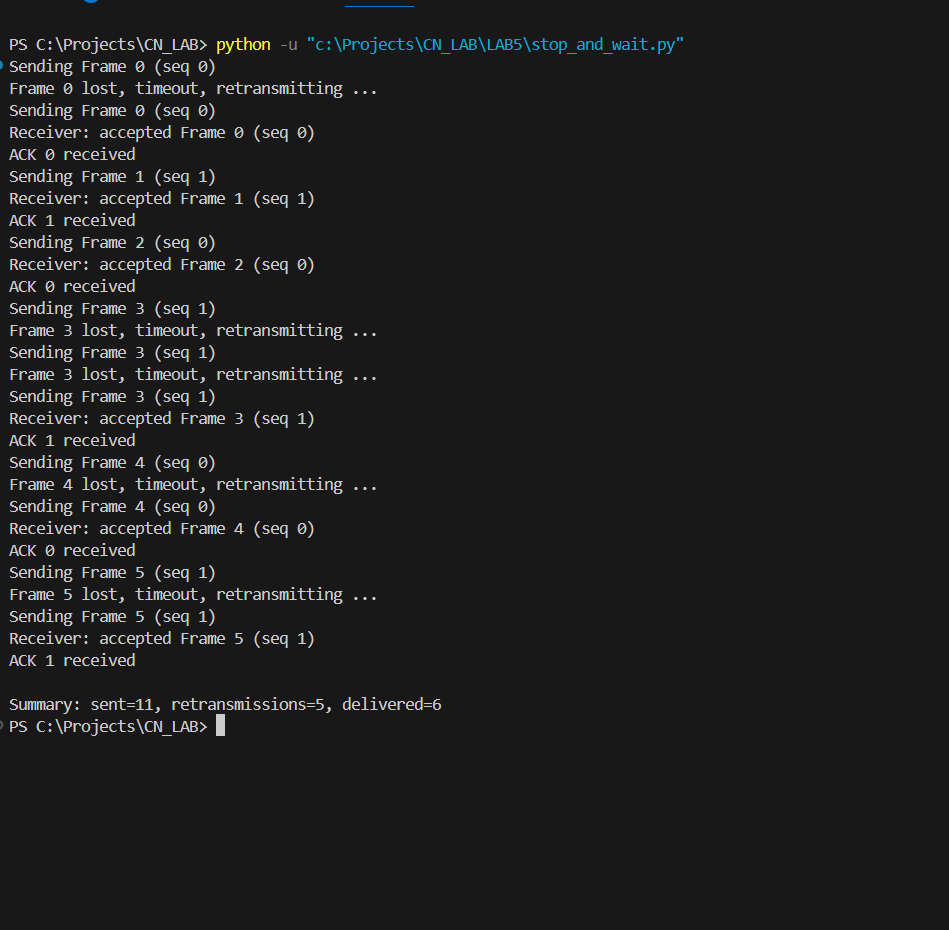 PS C:\Projects\CN_LAB> python -u "c:\Projects\CN_LAB\LAB5\stop_and_wait.py"
Sending Frame 0 (seq 0)
Frame 0 lost, timeout, retransmitting ...
Sending Frame 0 (seq 0)
Receiver: accepted Frame 0 (seq 0)
ACK 0 received
Sending Frame 1 (seq 1)
Receiver: accepted Frame 1 (seq 1)
ACK 1 received
Sending Frame 2 (seq 0)
Receiver: accepted Frame 2 (seq 0)
ACK 0 received
Sending Frame 3 (seq 1)
Frame 3 lost, timeout, retransmitting ...
Sending Frame 3 (seq 1)
Frame 3 lost, timeout, retransmitting ...
Sending Frame 3 (seq 1)
Receiver: accepted Frame 3 (seq 1)
ACK 1 received
Sending Frame 4 (seq 0)
Frame 4 lost, timeout, retransmitting ...
Sending Frame 4 (seq 0)
Receiver: accepted Frame 4 (seq 0)
ACK 0 received
Sending Frame 5 (seq 1)
Frame 5 lost, timeout, retransmitting ...
Sending Frame 5 (seq 1)
Receiver: accepted Frame 5 (seq 1)
ACK 1 received

Summary: sent=11, retransmissions=5, delivered=6
PS C:\Projects\CN_LAB>